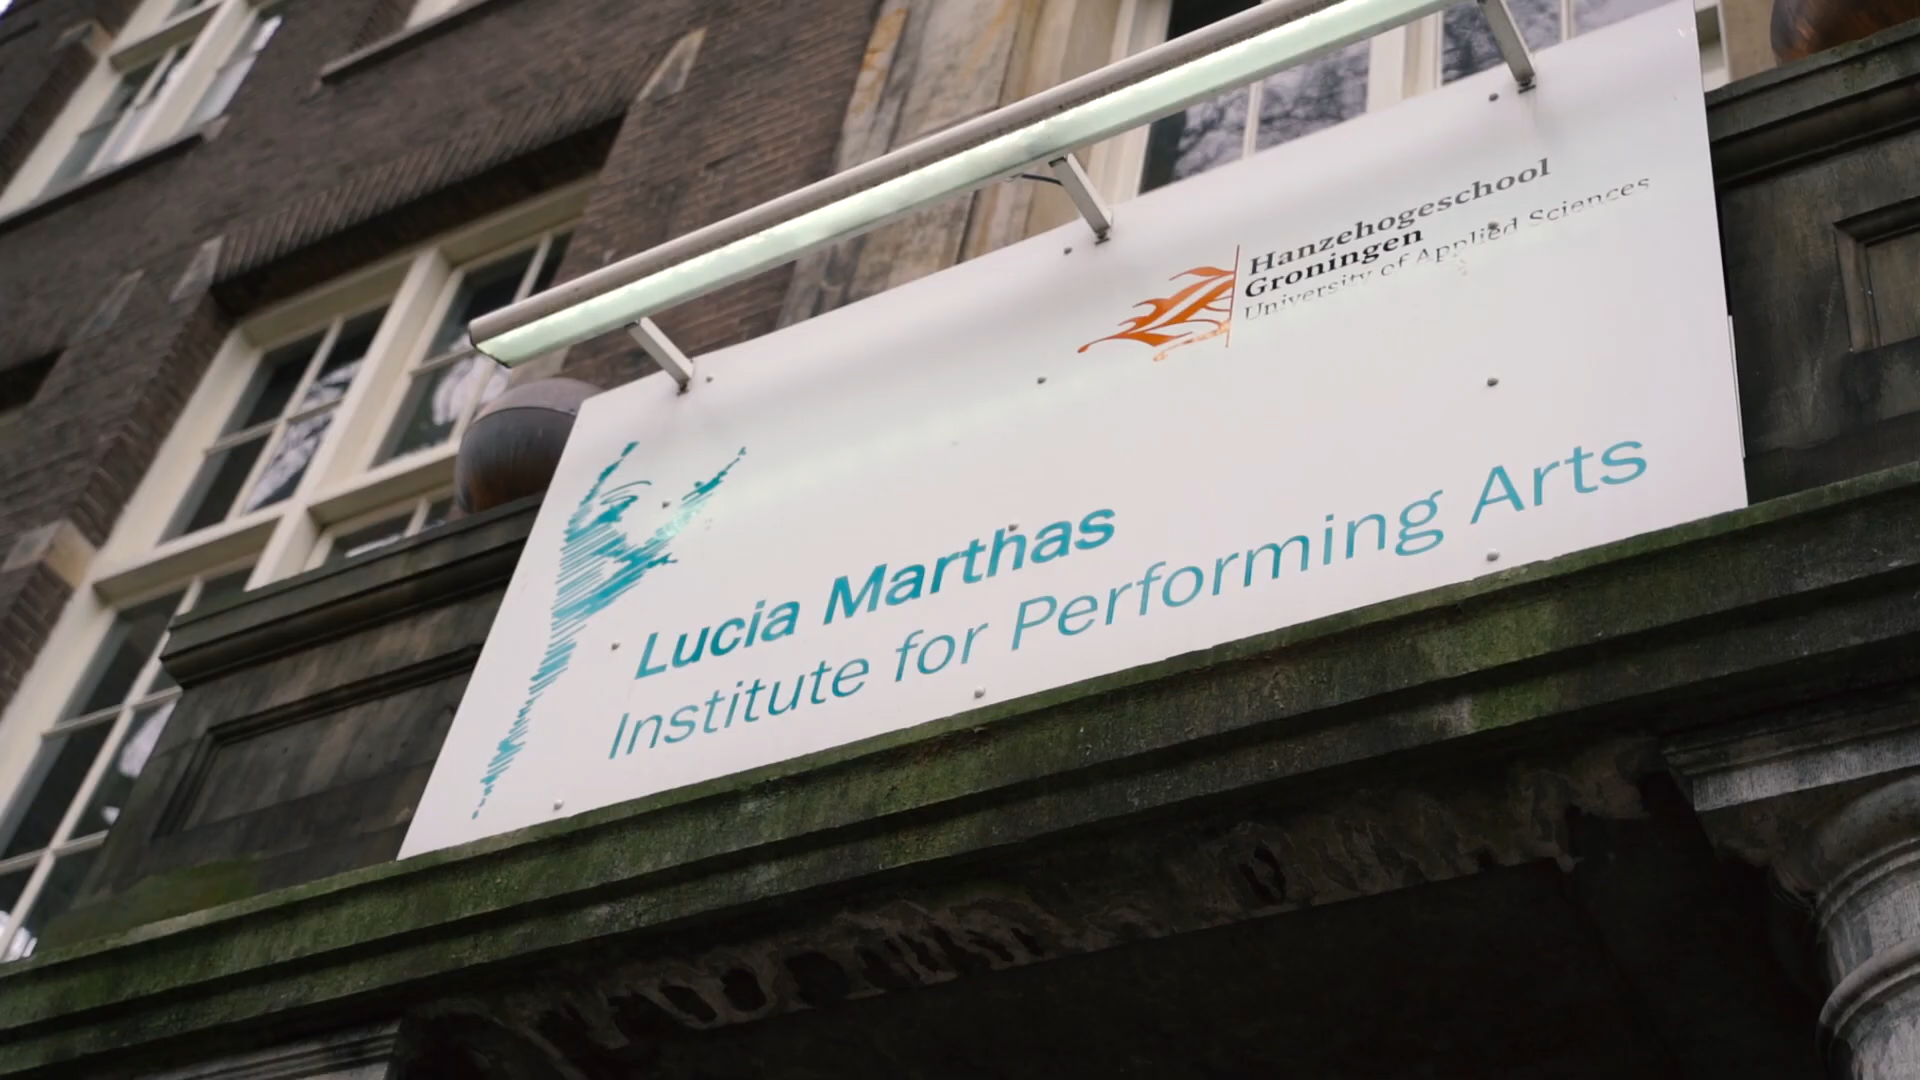 Hanzehogeschool
Groningen
University of Applied Sciences
Lucia Marthas
Institute for Performing Arts